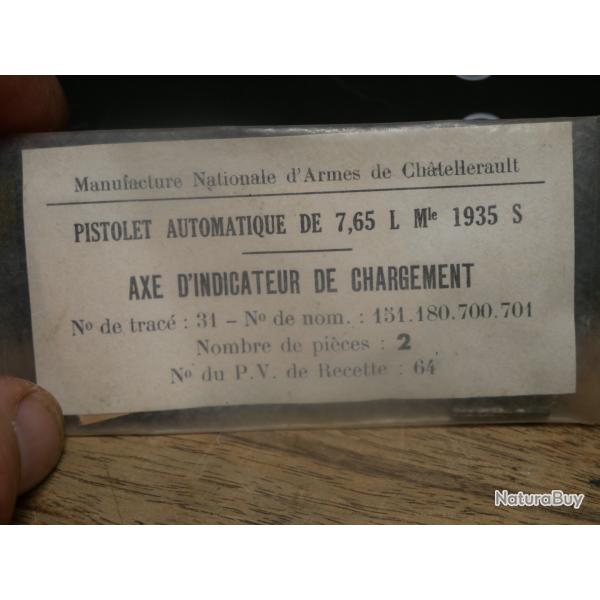 Manufacture Nationale d'Armes de Châtellerault
PISTOLET AUTOMATIQUE DE 7,65 L Mle 1935 S
AXE D'INDICATEUR DE CHARGEMENT
No de tracé : 31 - No de nom. : 151.180.700.701
Nombre de pièces : 2
No du P.V. de Recette : 64
NaturaBuy